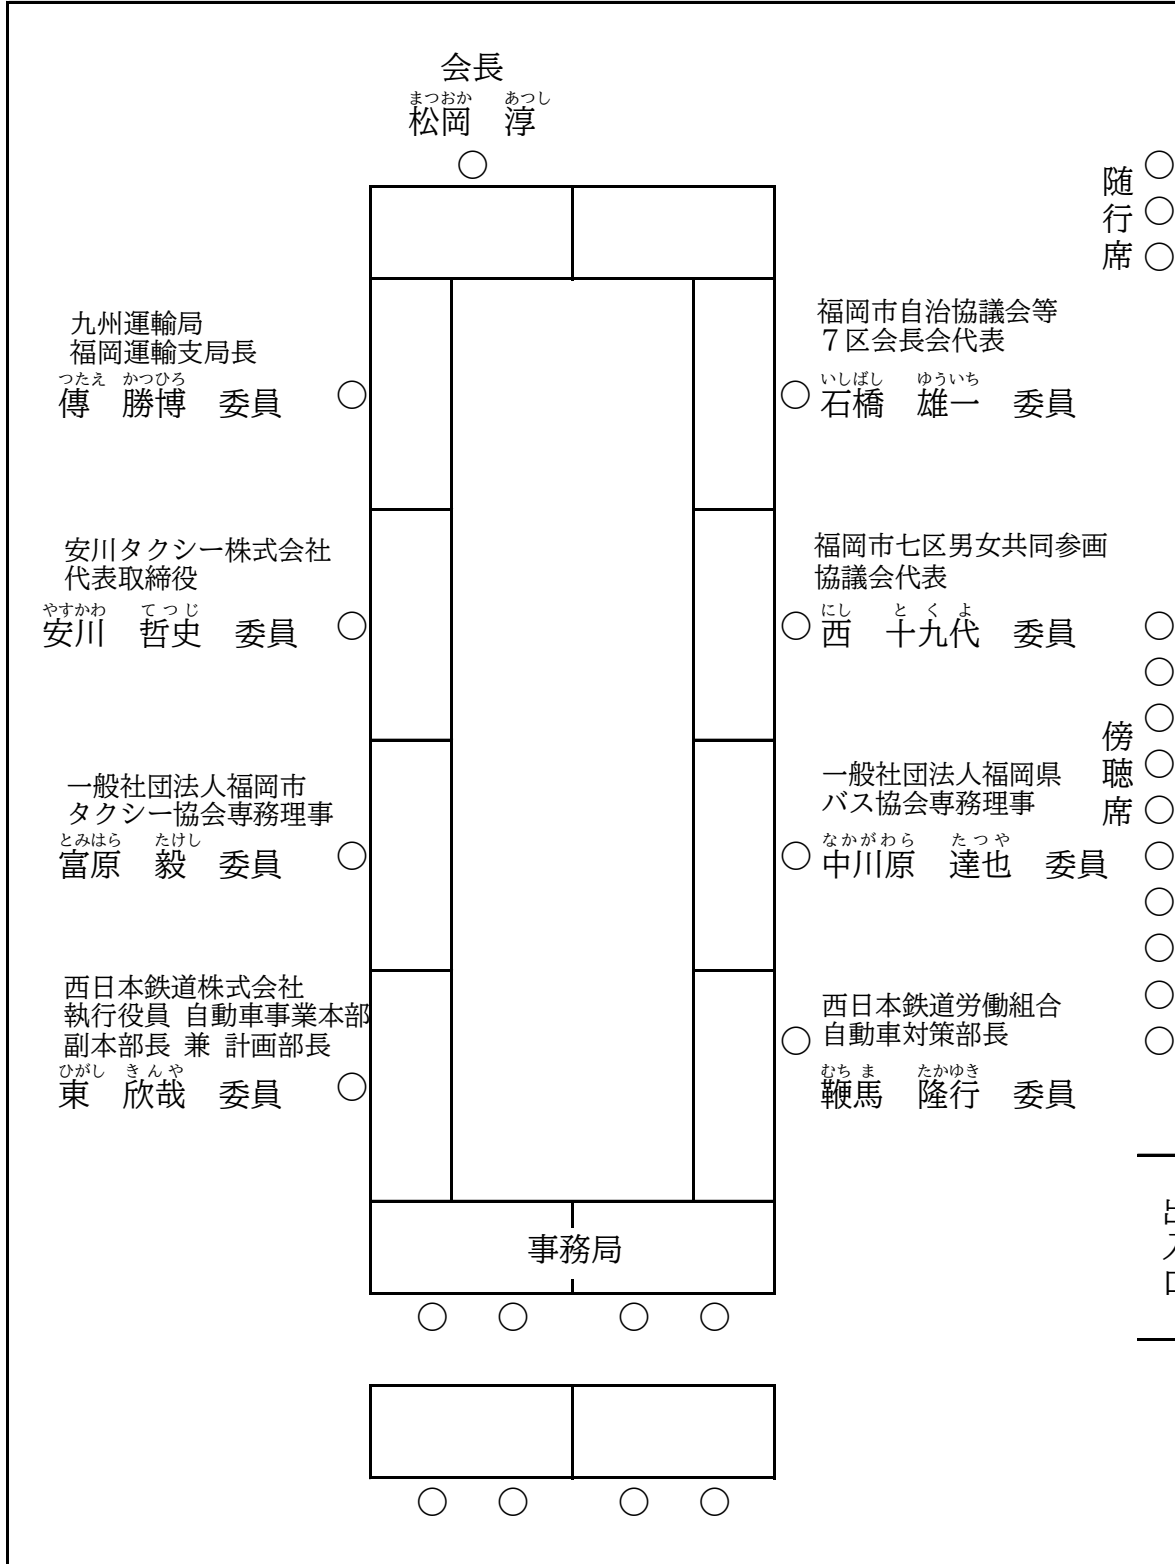 会長
まつおか　あつし
松岡　淳
○
随行席
○
○
○
九州運輸局
福岡運輸支局長
つたえ　かつひろ
傳　勝博　委員　○
安川タクシー株式会社
代表取締役
やすかわ　てつじ
安川　哲史　委員　○
一般社団法人福岡市
タクシー協会専務理事
とみはら　たけし
富原　毅　委員　○
西日本鉄道株式会社
執行役員 自動車事業本部
副本部長 兼 計画部長
ひがし　きんや
東　欣哉　委員　○
福岡市自治協議会等
７区会長会代表
いしばし　ゆういち
○ 石橋　雄一　委員
福岡市七区男女共同参画
協議会代表
にし　とくよ
○ 西　十九代　委員
一般社団法人福岡県
バス協会専務理事
なかがわら　たつや
○ 中川原　達也　委員
西日本鉄道労働組合
○ 自動車対策部長
むちま　たかゆき
鞭馬　隆行　委員
傍聴席
○
○
○
○
○
○
○
○
○
○
出入口
事務局
○　○　○　○
○　○　○　○